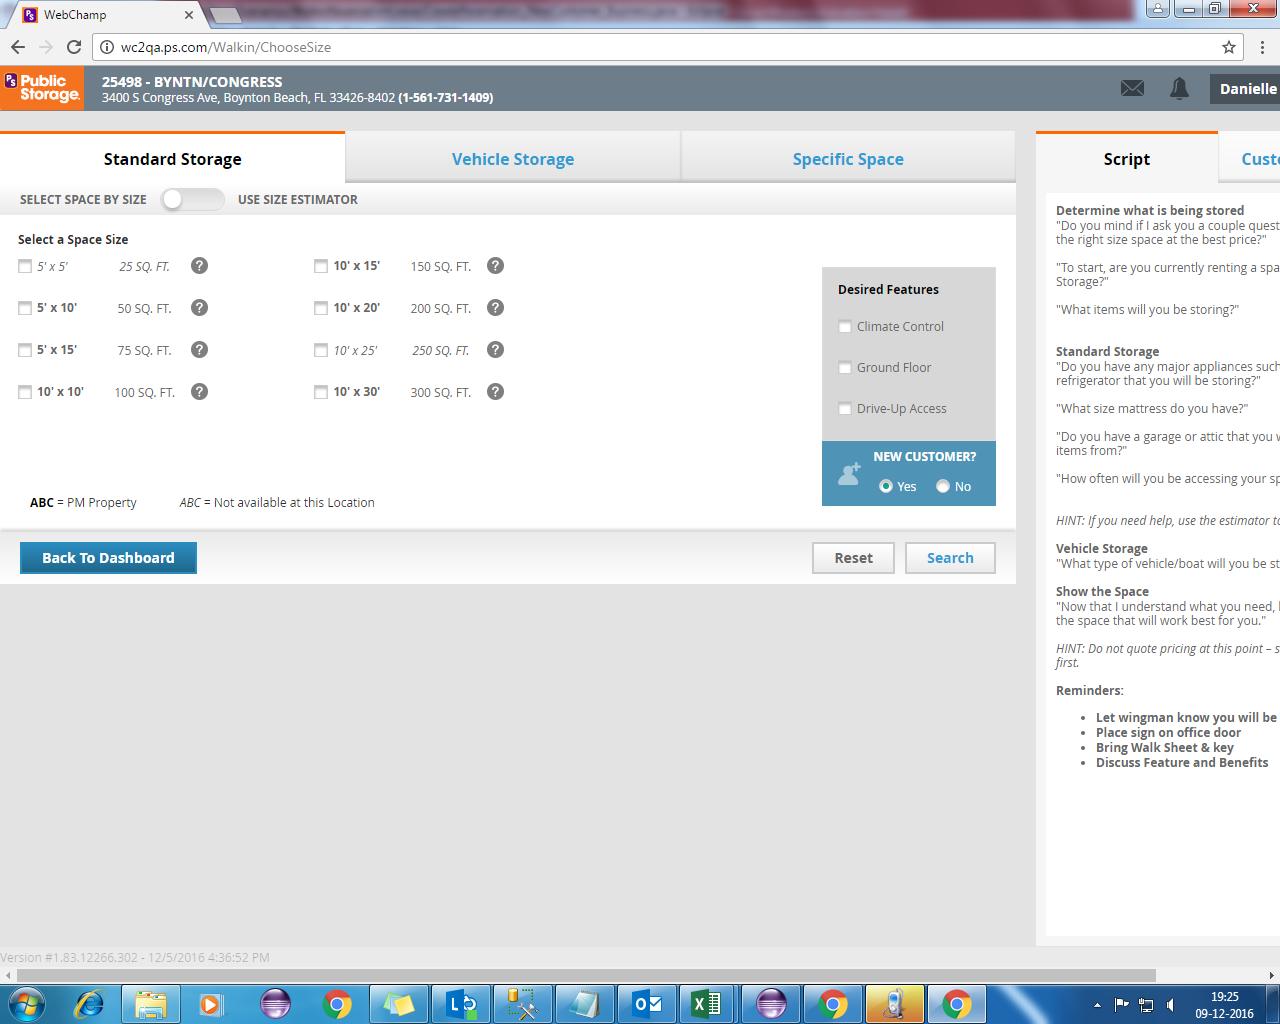 WebChamp
wc2qa.ps.com/Walkin/ChooseSize
PS Public Storage.
25498 - BYNTN/CONGRESS
3400 S Congress Ave, Boynton Beach, FL 33426-8402 (1-561-731-1409)
Danielle
Standard Storage
Vehicle Storage
Specific Space
SELECT SPACE BY SIZE
USE SIZE ESTIMATOR
Select a Space Size
5' x 5' 25 SQ. FT. ?
10' x 15' 150 SQ. FT. ?
5' x 10' 50 SQ. FT. ?
10' x 20' 200 SQ. FT. ?
5' x 15' 75 SQ. FT. ?
10' x 25' 250 SQ. FT. ?
10' x 10' 100 SQ. FT. ?
10' x 30' 300 SQ. FT. ?
Desired Features
Climate Control
Ground Floor
Drive-Up Access
NEW CUSTOMER?
Yes No
ABC = PM Property
ABC = Not available at this Location
Back To Dashboard
Reset
Search
Script
Custo
Determine what is being stored
"Do you mind if I ask you a couple quest
the right size space at the best price?"
"To start, are you currently renting a spa
Storage?"
"What items will you be storing?"
Standard Storage
"Do you have any major appliances such
refrigerator that you will be storing?"
"What size mattress do you have?"
"Do you have a garage or attic that you w
items from?"
"How often will you be accessing your sp
HINT: If you need help, use the estimator to
Vehicle Storage
"What type of vehicle/boat will you be st
Show the Space
"Now that I understand what you need, l
the space that will work best for you."
HINT: Do not quote pricing at this point – s
first.
Reminders:
Let wingman know you will be
Place sign on office door
Bring Walk Sheet & key
Discuss Feature and Benefits
Version #1.83.12266.302 - 12/5/2016 4:36:52 PM
19:25
09-12-2016